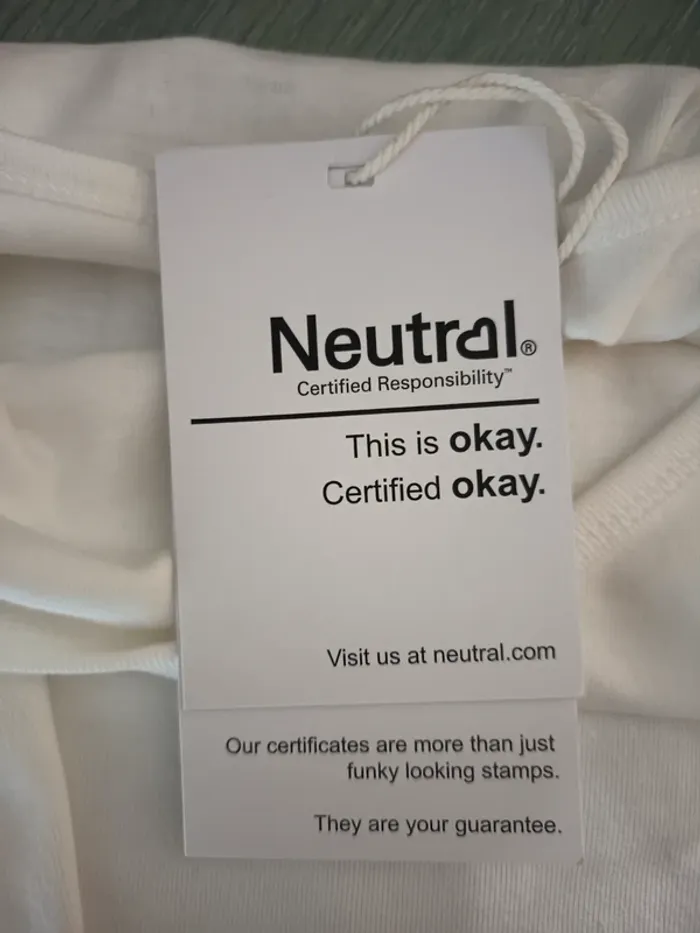 Neutral®
Certified Responsibility™
This is okay.
Certified okay.
Visit us at neutral.com
Our certificates are more than just
funky looking stamps.
They are your guarantee.